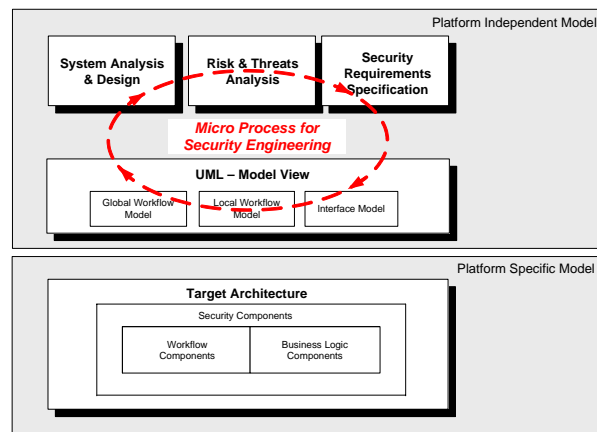 Platform Independent Model
System Analysis
& Design
Risk & Threats
Analysis
Security
Requirements
Specification
Micro Process for
Security Engineering
UML – Model View
Global Workflow
Model
Local Workflow
Model
Interface Model
Platform Specific Model
Target Architecture
Security Components
Workflow
Components
Business Logic
Components